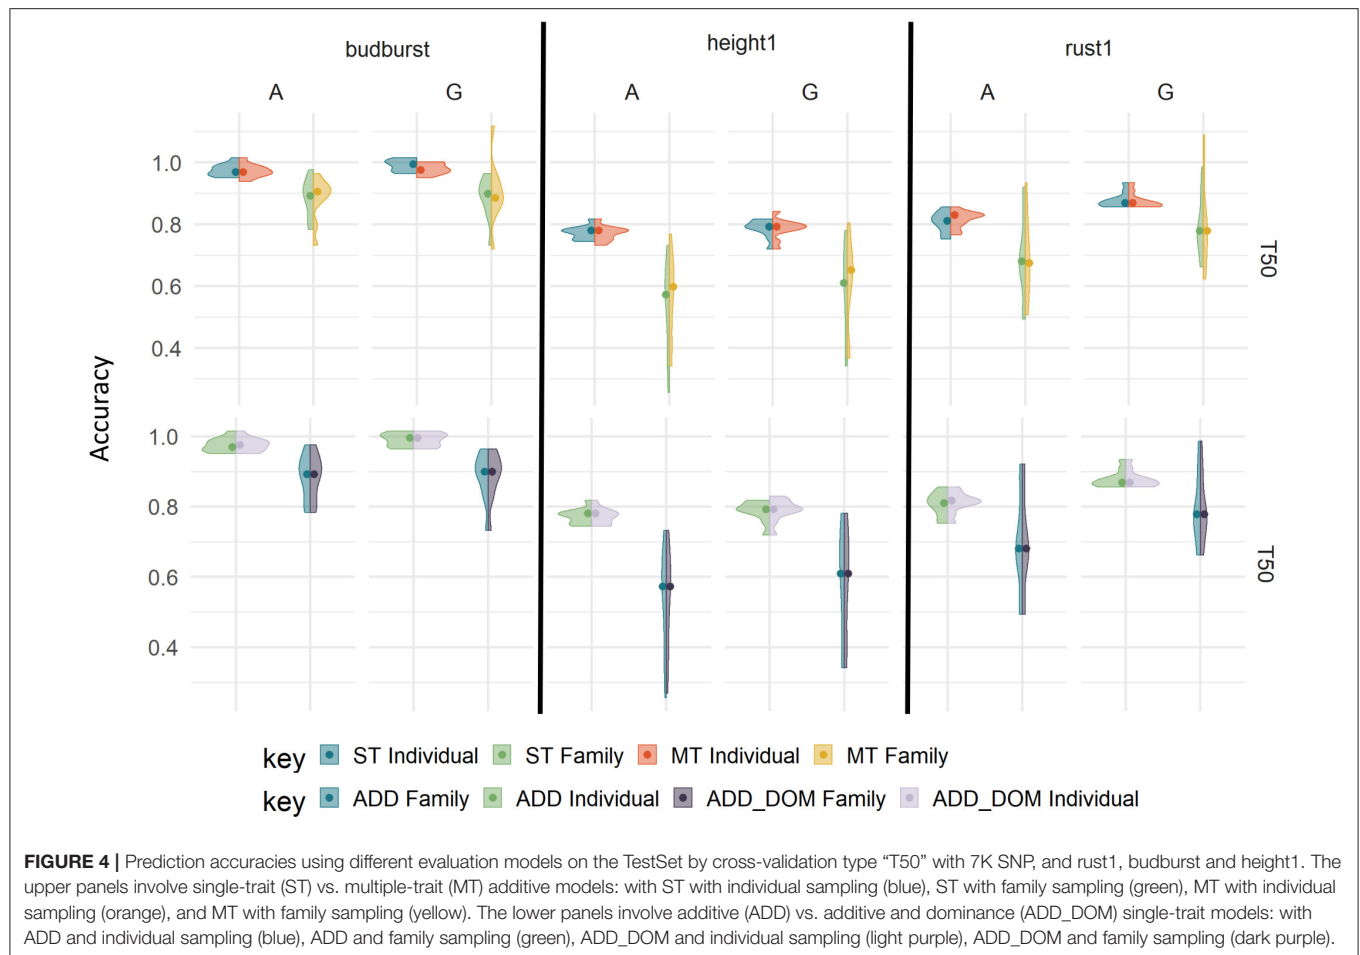 budburst
height1
rust1
A
G
A
G
A
G
1.0
0.8
0.6
0.4
T50
Accuracy
1.0
0.8
0.6
0.4
T50
key ST Individual ST Family MT Individual MT Family
key ADD Family ADD Individual ADD_DOM Family ADD_DOM Individual
FIGURE 4 | Prediction accuracies using different evaluation models on the TestSet by cross-validation type “T50” with 7K SNP, and rust1, budburst and height1. The
upper panels involve single-trait (ST) vs. multiple-trait (MT) additive models: with ST with individual sampling (blue), ST with family sampling (green), MT with individual
sampling (orange), and MT with family sampling (yellow). The lower panels involve additive (ADD) vs. additive and dominance (ADD_DOM) single-trait models: with
ADD and individual sampling (blue), ADD and family sampling (green), ADD_DOM and individual sampling (light purple), ADD_DOM and family sampling (dark purple).